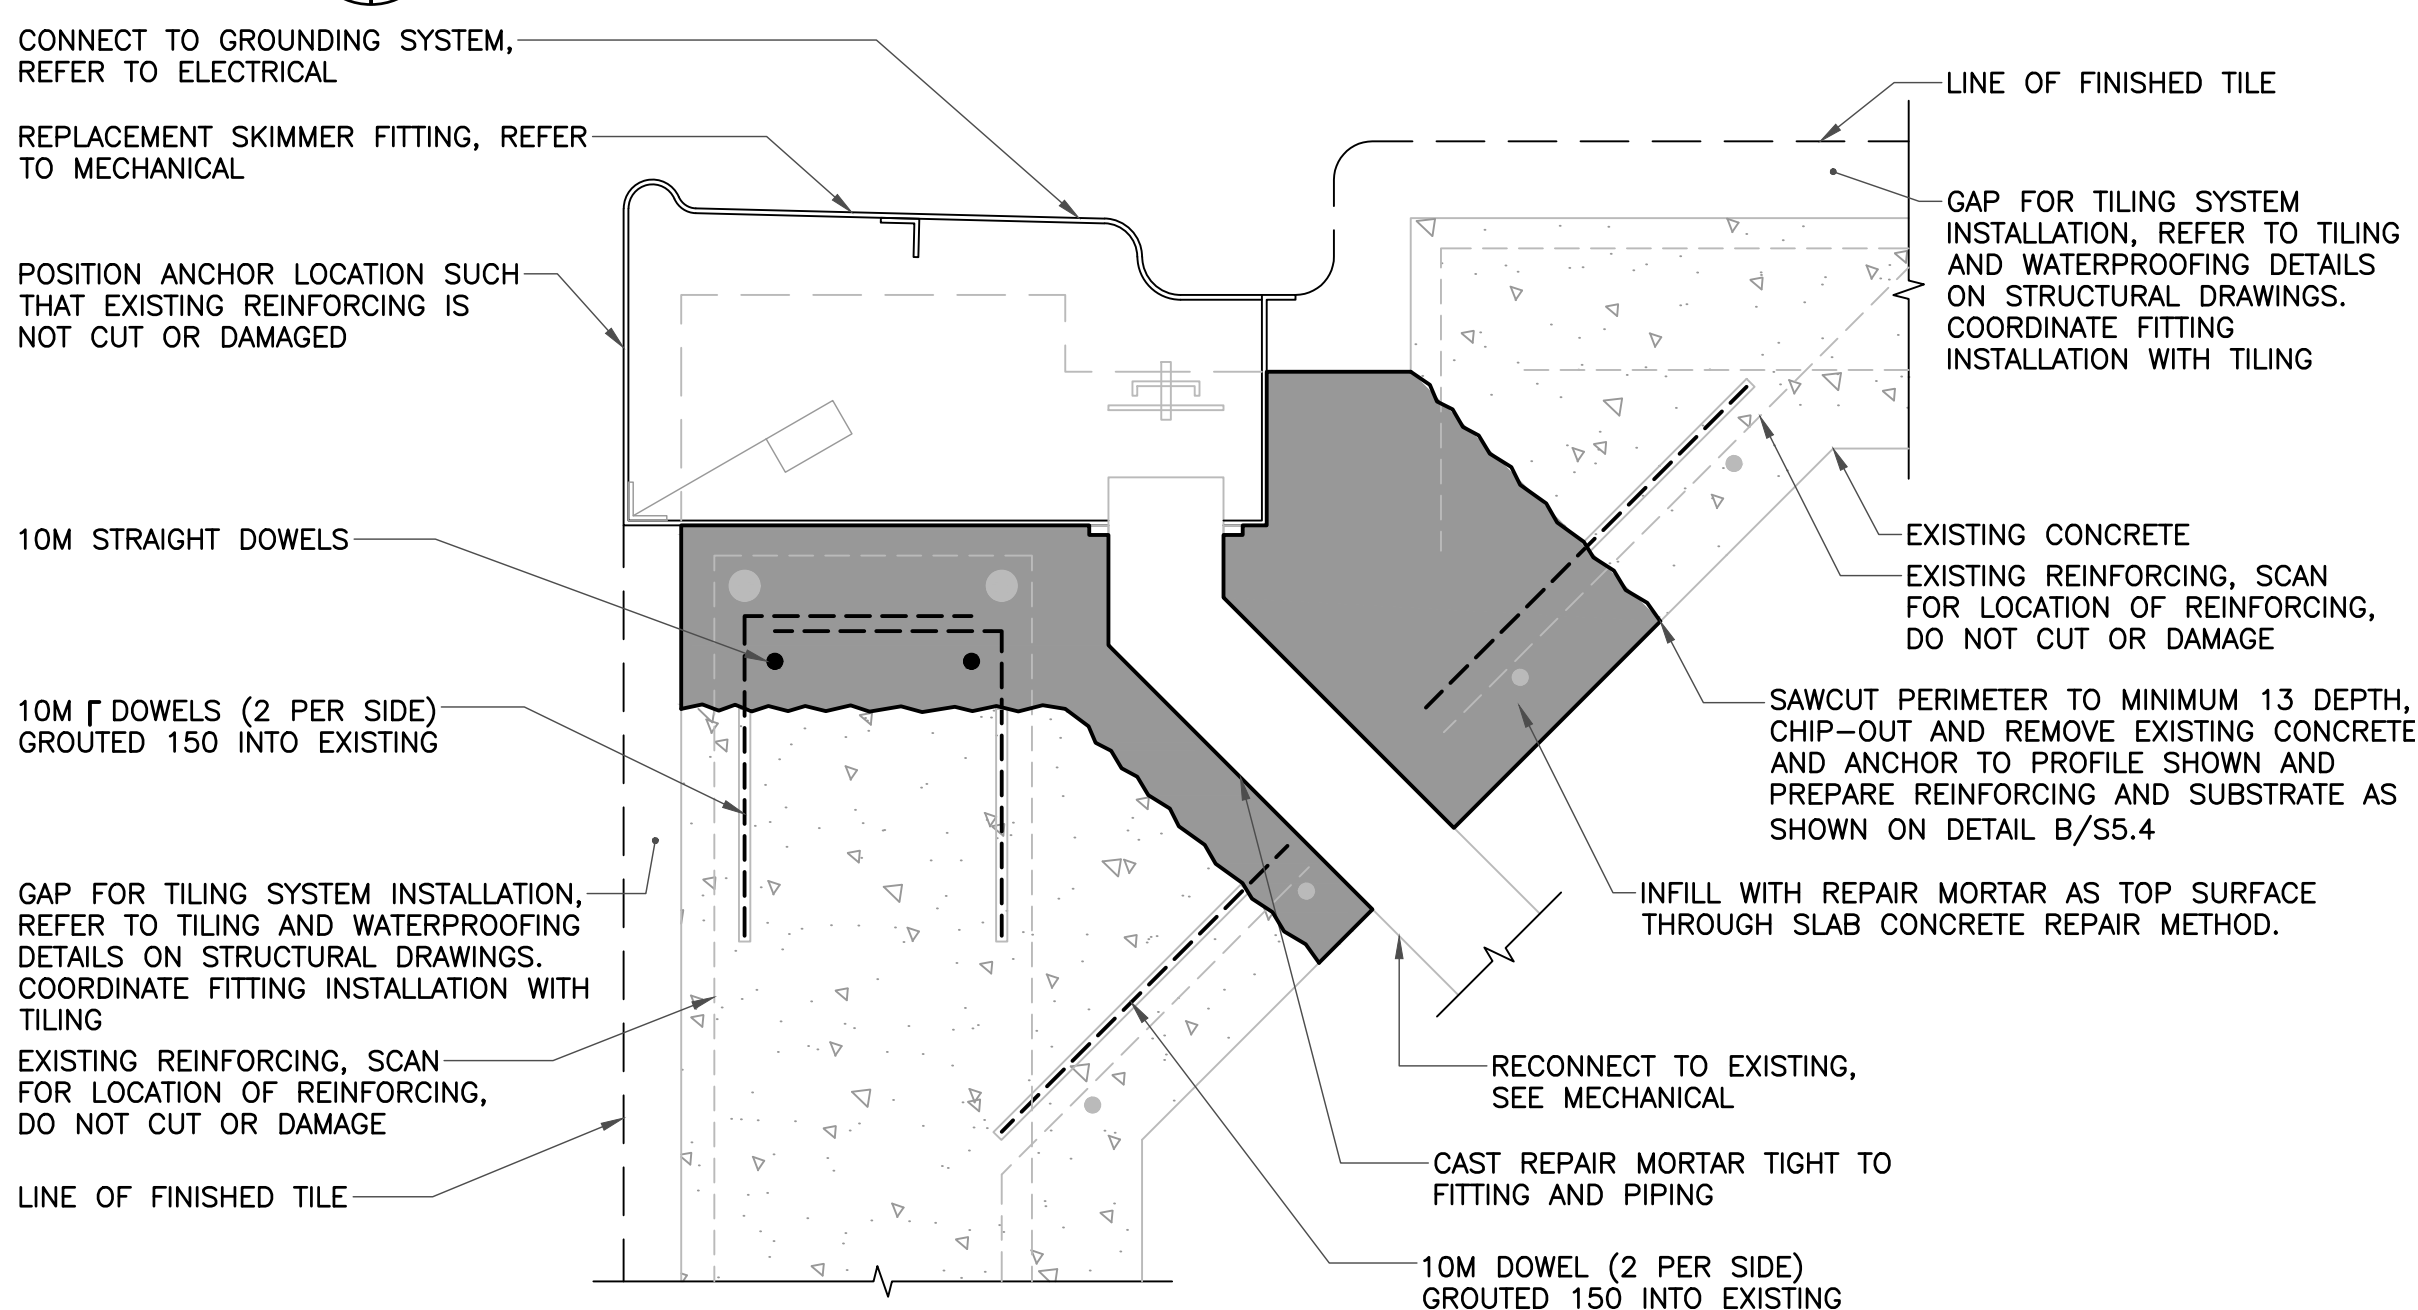 CONNECT TO GROUNDING SYSTEM,
REFER TO ELECTRICAL
REPLACEMENT SKIMMER FITTING, REFER
TO MECHANICAL
POSITION ANCHOR LOCATION SUCH
THAT EXISTING REINFORCING IS
NOT CUT OR DAMAGED
10M STRAIGHT DOWELS
10M ┌ DOWELS (2 PER SIDE)
GROUTED 150 INTO EXISTING
GAP FOR TILING SYSTEM INSTALLATION,
REFER TO TILING AND WATERPROOFING
DETAILS ON STRUCTURAL DRAWINGS.
COORDINATE FITTING INSTALLATION WITH
TILING
EXISTING REINFORCING, SCAN
FOR LOCATION OF REINFORCING,
DO NOT CUT OR DAMAGE
LINE OF FINISHED TILE
LINE OF FINISHED TILE
GAP FOR TILING SYSTEM
INSTALLATION, REFER TO TILING
AND WATERPROOFING DETAILS
ON STRUCTURAL DRAWINGS.
COORDINATE FITTING
INSTALLATION WITH TILING
EXISTING CONCRETE
EXISTING REINFORCING, SCAN
FOR LOCATION OF REINFORCING,
DO NOT CUT OR DAMAGE
SAWCUT PERIMETER TO MINIMUM 13 DEPTH,
CHIP-OUT AND REMOVE EXISTING CONCRETE
AND ANCHOR TO PROFILE SHOWN AND
PREPARE REINFORCING AND SUBSTRATE AS
SHOWN ON DETAIL B/S5.4
INFILL WITH REPAIR MORTAR AS TOP SURFACE
THROUGH SLAB CONCRETE REPAIR METHOD.
RECONNECT TO EXISTING,
SEE MECHANICAL
CAST REPAIR MORTAR TIGHT TO
FITTING AND PIPING
10M DOWEL (2 PER SIDE)
GROUTED 150 INTO EXISTING